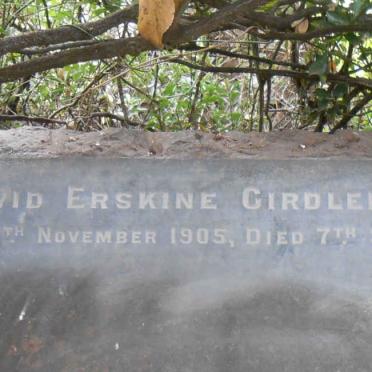 VID ERSKINE GIRDLE
TH NOVEMBER 1905, DIED 7TH